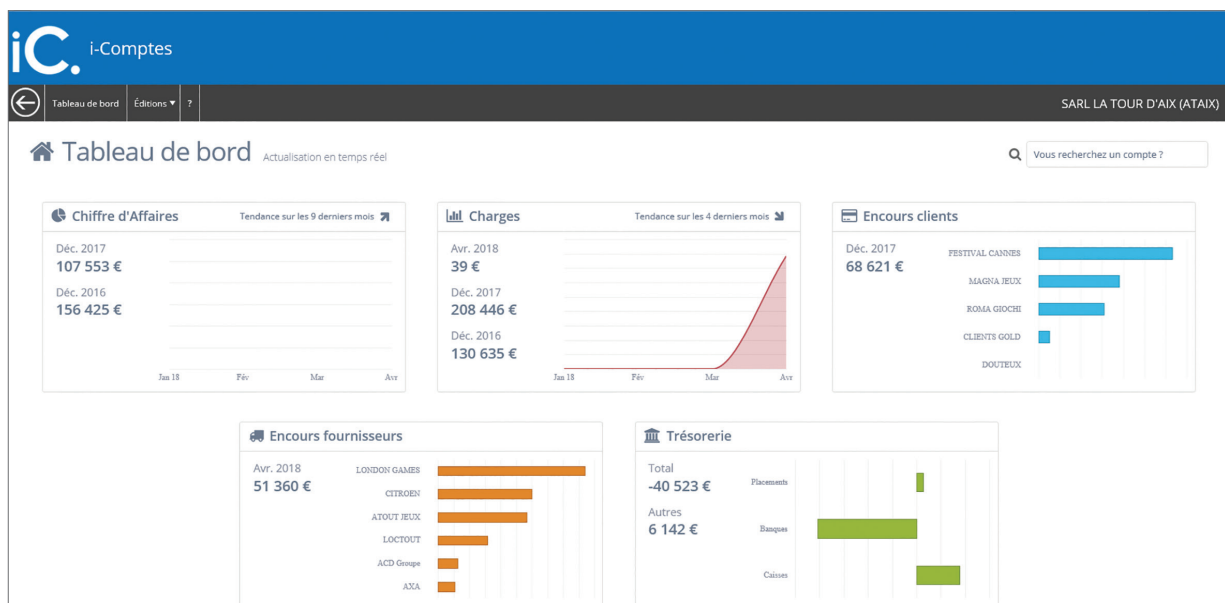 iC. i-Comptes
Tableau de bord Éditions ▼ ? SARL LA TOUR D'AIX (ATAIX)
Tableau de bord Actualisation en temps réel
Vous recherchez un compte ?
Chiffre d'Affaires Tendance sur les 9 derniers mois
Déc. 2017
107 553 €
Déc. 2016
156 425 €
Jan 18 Fév Mar Avr
Charges Tendance sur les 4 derniers mois
Avr. 2018
39 €
Déc. 2017
208 446 €
Déc. 2016
130 635 €
Jan 18 Fév Mar Avr
Encours clients
Déc. 2017
68 621 €
FESTIVAL CANNES
MAGNA JEUX
ROMA GIOCHI
CLIENTS GOLD
DOUTEUX
Encours fournisseurs
Avr. 2018
51 360 €
LONDON GAMES
CITROEN
ATOUT JEUX
LOCTOUT
ACD Groupe
AXA
Trésorerie
Total
-40 523 €
Autres
6 142 €
Placements
Banques
Caisses